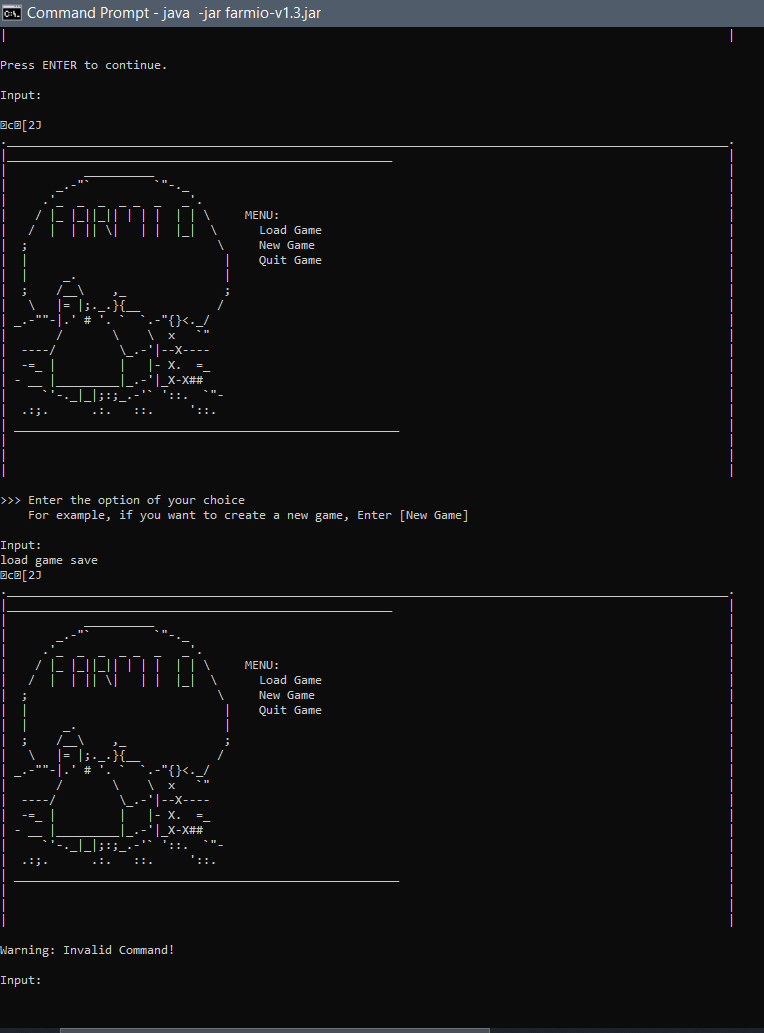 Command Prompt - java -jar farmio-v1.3.jar
Press ENTER to continue.
Input:
⍰c⍰[2J
MENU:
Load Game
New Game
Quit Game
>>> Enter the option of your choice
For example, if you want to create a new game, Enter [New Game]
Input:
load game save
⍰c⍰[2J
MENU:
Load Game
New Game
Quit Game
Warning: Invalid Command!
Input: